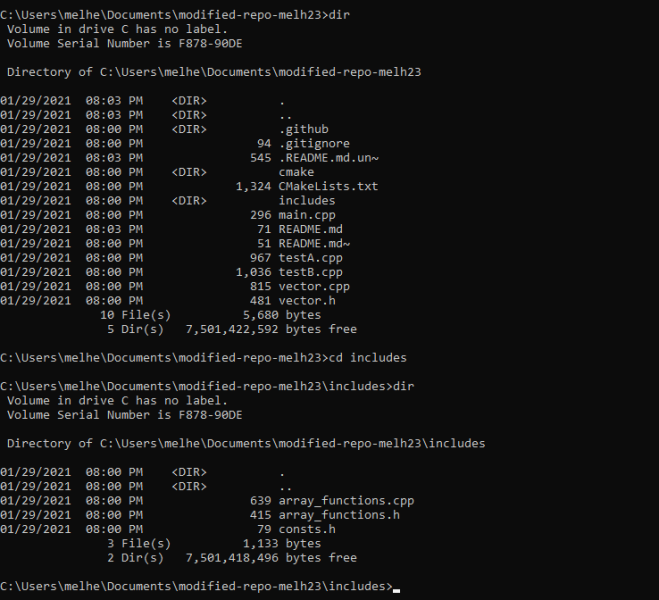 C:\Users\melhe\Documents\modified-repo-melh23>dir
 Volume in drive C has no label.
 Volume Serial Number is F878-90DE

 Directory of C:\Users\melhe\Documents\modified-repo-melh23

01/29/2021  08:03 PM    <DIR>          .
01/29/2021  08:03 PM    <DIR>          ..
01/29/2021  08:00 PM    <DIR>          .github
01/29/2021  08:00 PM                94 .gitignore
01/29/2021  08:03 PM               545 .README.md.un~
01/29/2021  08:00 PM    <DIR>          cmake
01/29/2021  08:00 PM             1,324 CMakeLists.txt
01/29/2021  08:00 PM    <DIR>          includes
01/29/2021  08:00 PM               296 main.cpp
01/29/2021  08:03 PM                71 README.md
01/29/2021  08:00 PM                51 README.md~
01/29/2021  08:00 PM               967 testA.cpp
01/29/2021  08:00 PM             1,036 testB.cpp
01/29/2021  08:00 PM               815 vector.cpp
01/29/2021  08:00 PM               481 vector.h
              10 File(s)          5,680 bytes
               5 Dir(s)   7,501,422,592 bytes free

C:\Users\melhe\Documents\modified-repo-melh23>cd includes

C:\Users\melhe\Documents\modified-repo-melh23\includes>dir
 Volume in drive C has no label.
 Volume Serial Number is F878-90DE

 Directory of C:\Users\melhe\Documents\modified-repo-melh23\includes

01/29/2021  08:00 PM    <DIR>          .
01/29/2021  08:00 PM    <DIR>          ..
01/29/2021  08:00 PM               639 array_functions.cpp
01/29/2021  08:00 PM               415 array_functions.h
01/29/2021  08:00 PM                79 consts.h
               3 File(s)          1,133 bytes
               2 Dir(s)   7,501,418,496 bytes free

C:\Users\melhe\Documents\modified-repo-melh23\includes>